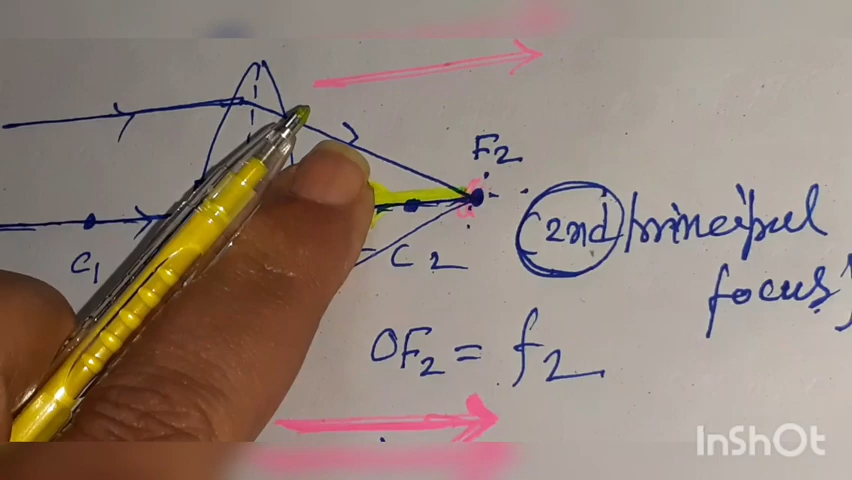 F2
C1
C2
(2nd principal
focus)
OF2 = f2
InShOt